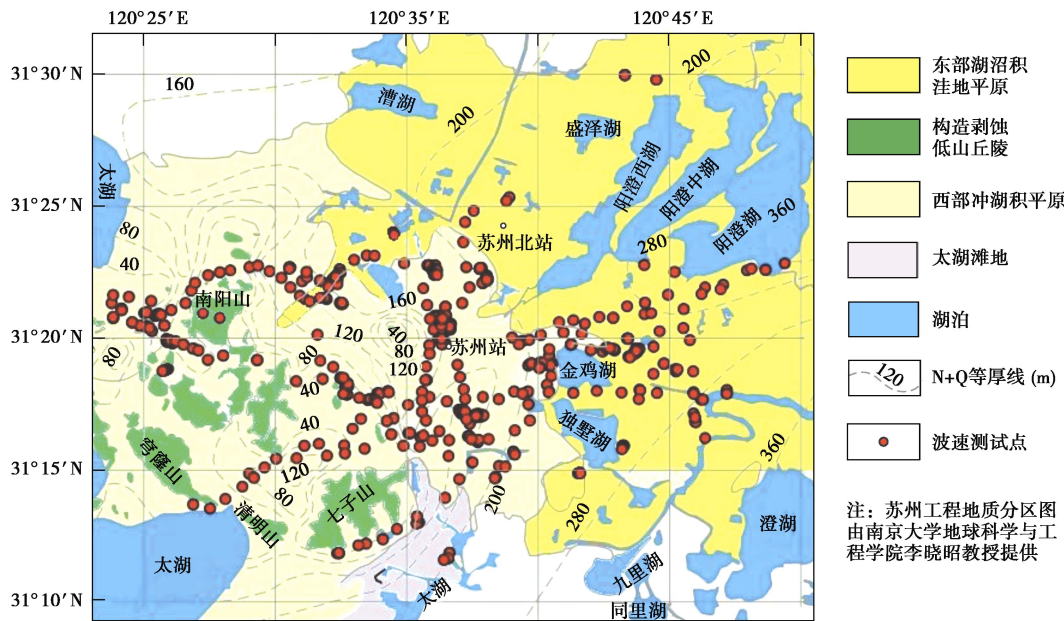 120°25′E
120°35′E
120°45′E
31°30′N
31°25′N
31°20′N
31°15′N
31°10′N
160
200
200
漕湖
盛泽湖
太湖
阳澄西湖
阳澄中湖
阳澄湖
360
80
苏州北站
280
40
南阳山
160
120
40
80
苏州站
80
80
120
金鸡湖
40
40
独墅湖
穹窿山
120
80
200
360
七子山
清明山
280
澄湖
太湖
太湖
九里湖
同里湖
东部湖沼积
洼地平原
构造剥蚀
低山丘陵
西部冲湖积平原
太湖滩地
湖泊
120
N+Q等厚线 (m)
波速测试点
注：苏州工程地质分区图
由南京大学地球科学与工
程学院李晓昭教授提供